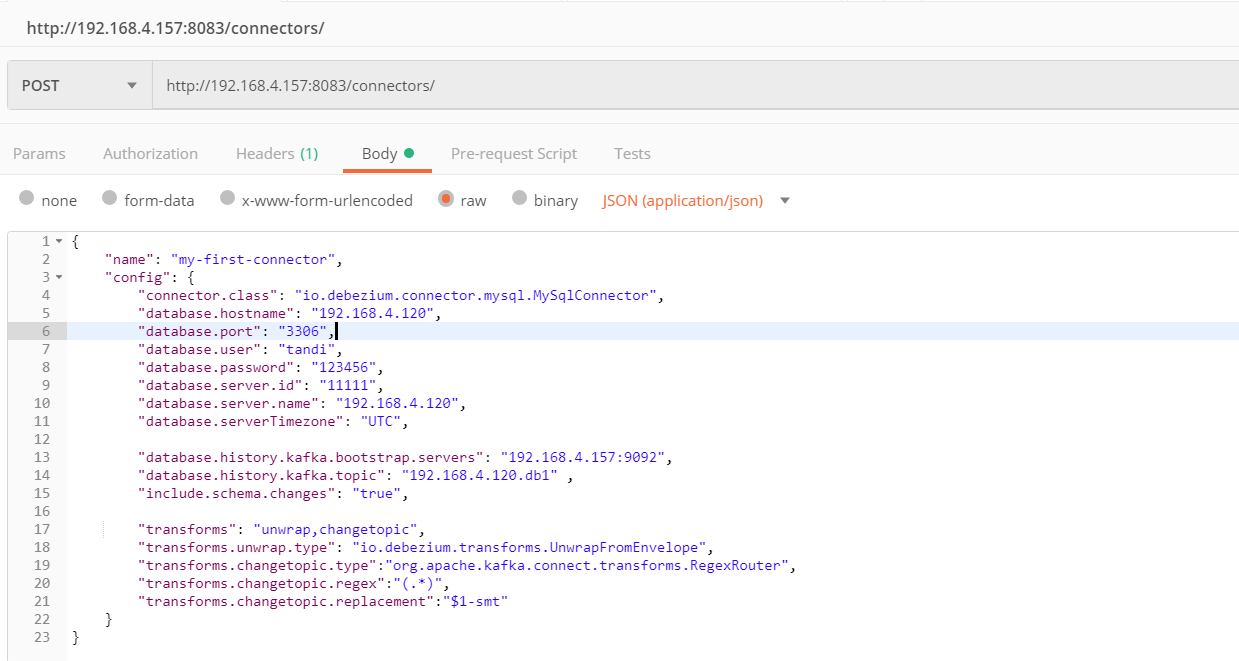 http://192.168.4.157:8083/connectors/
POST http://192.168.4.157:8083/connectors/
Params Authorization Headers (1) Body Pre-request Script Tests
none form-data x-www-form-urlencoded raw binary JSON (application/json)
1 {
2 "name": "my-first-connector",
3 "config": {
4 "connector.class": "io.debezium.connector.mysql.MySqlConnector",
5 "database.hostname": "192.168.4.120",
6 "database.port": "3306",
7 "database.user": "tandi",
8 "database.password": "123456",
9 "database.server.id": "11111",
10 "database.server.name": "192.168.4.120",
11 "database.serverTimezone": "UTC",
12
13 "database.history.kafka.bootstrap.servers": "192.168.4.157:9092",
14 "database.history.kafka.topic": "192.168.4.120.db1" ,
15 "include.schema.changes": "true",
16
17 "transforms": "unwrap,changetopic",
18 "transforms.unwrap.type": "io.debezium.transforms.UnwrapFromEnvelope",
19 "transforms.changetopic.type":"org.apache.kafka.connect.transforms.RegexRouter",
20 "transforms.changetopic.regex":"(.*)",
21 "transforms.changetopic.replacement":"$1-smt"
22 }
23 }